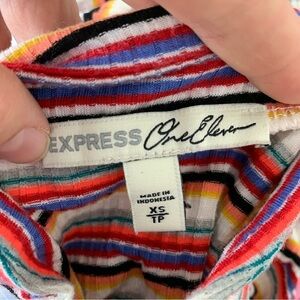 EXPRESS One Eleven
MADE IN
INDONESIA
XS
TP